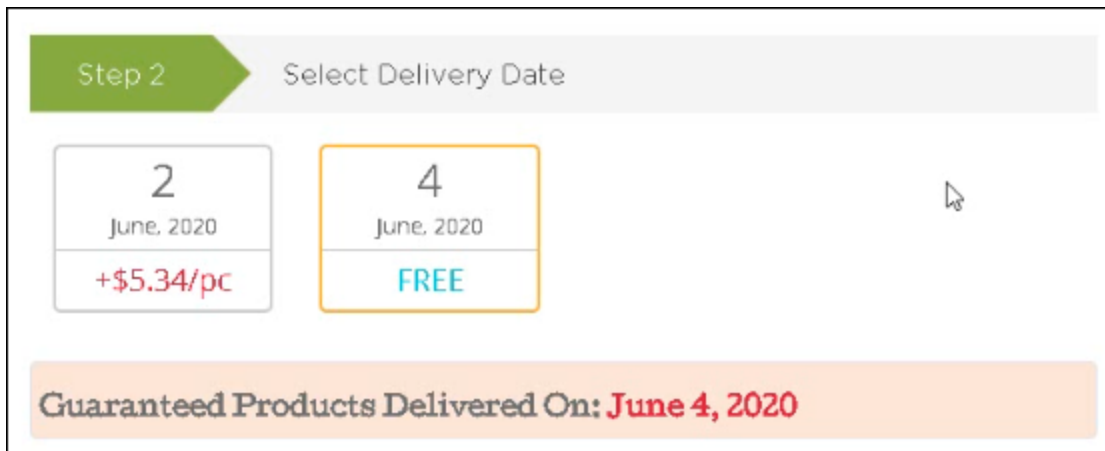 Step 2 Select Delivery Date
2
June, 2020
+$5.34/pc
4
June, 2020
FREE
Guaranteed Products Delivered On: June 4, 2020